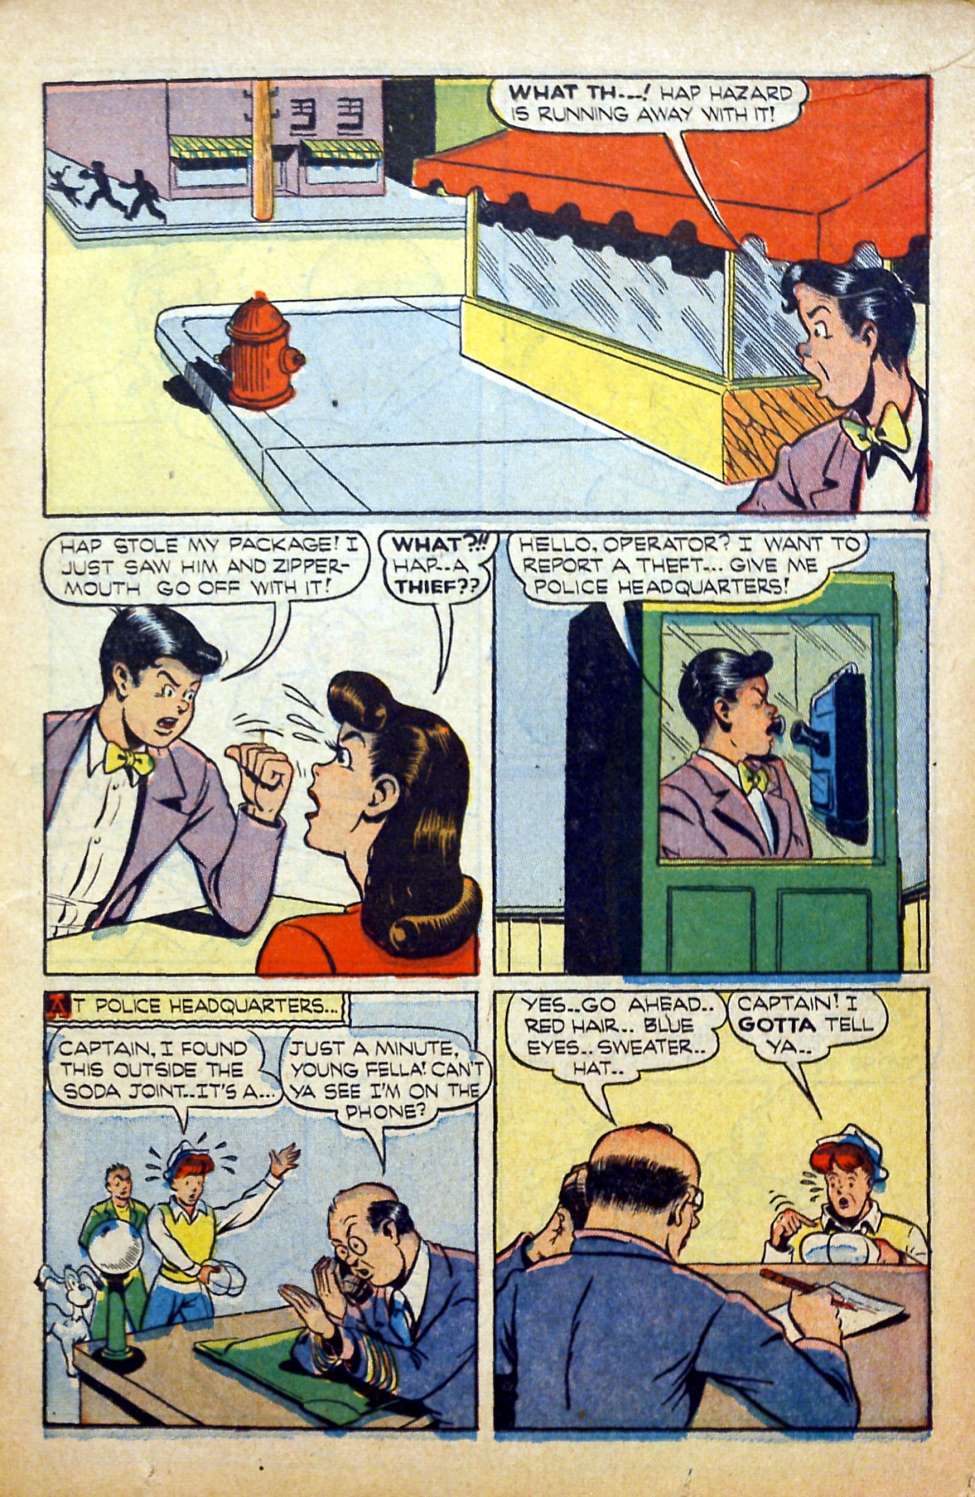 WHAT TH---! HAP HAZARD
IS RUNNING AWAY WITH IT!
HAP STOLE MY PACKAGE! I
JUST SAW HIM AND ZIPPER-
MOUTH GO OFF WITH IT!
WHAT?!!
HAP--A
THIEF??
HELLO, OPERATOR? I WANT TO
REPORT A THEFT... GIVE ME
POLICE HEADQUARTERS!
AT POLICE HEADQUARTERS...
CAPTAIN, I FOUND
THIS OUTSIDE THE
SODA JOINT..IT'S A...
JUST A MINUTE,
YOUNG FELLA! CAN'T
YA SEE I'M ON THE
PHONE?
YES..GO AHEAD..
RED HAIR.. BLUE
EYES.. SWEATER..
HAT..
CAPTAIN! I
GOTTA TELL
YA..